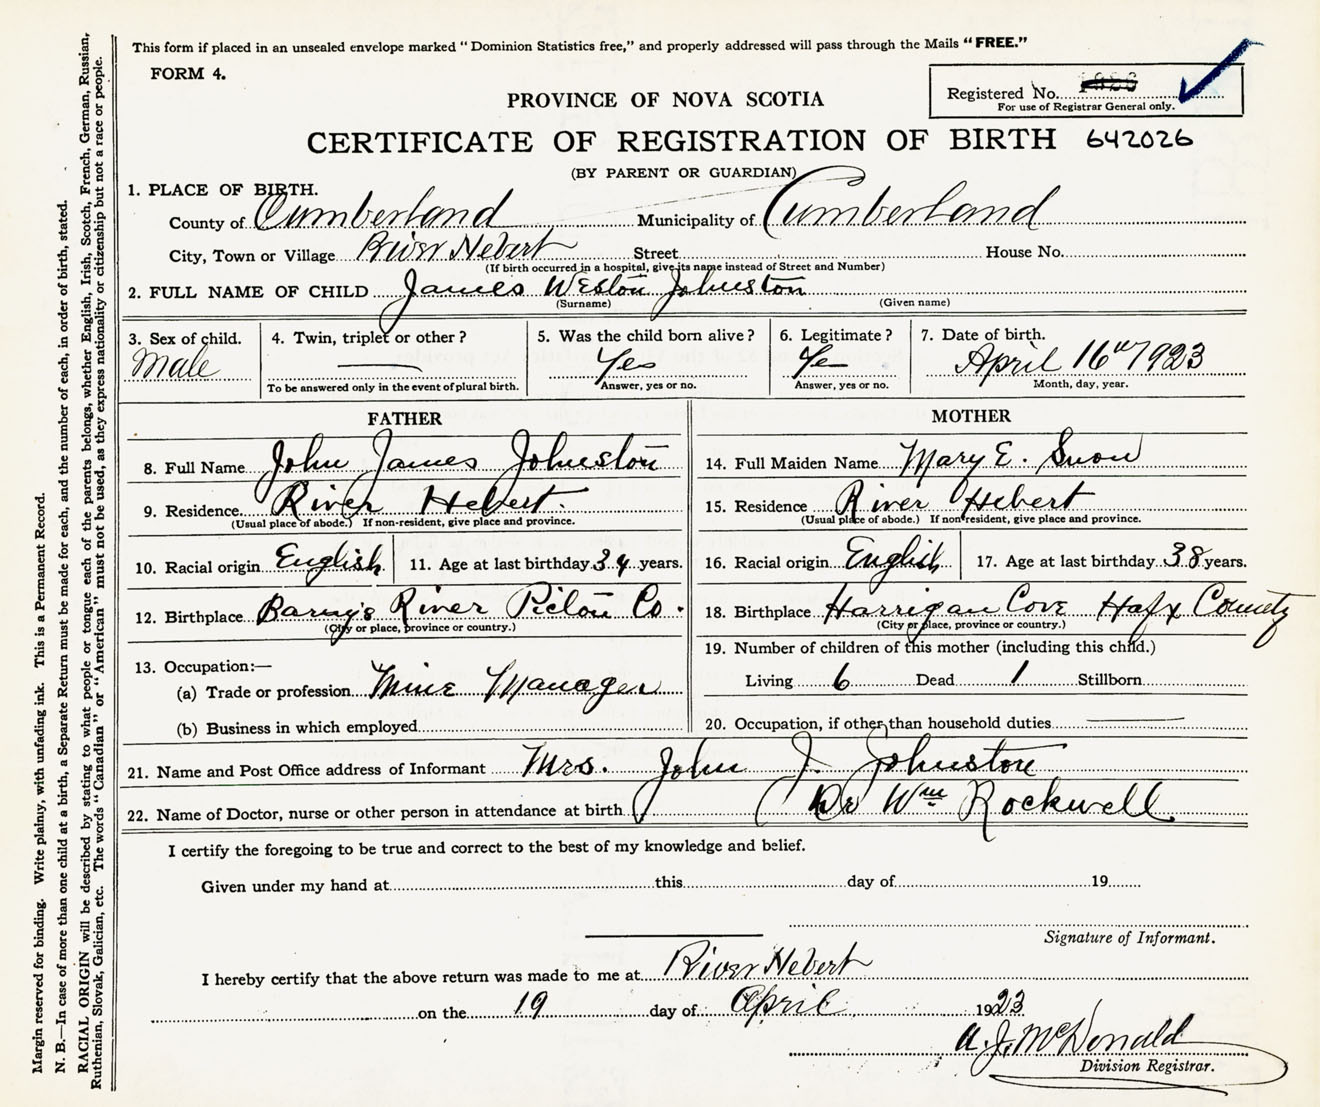 This form if placed in an unsealed envelope marked "Dominion Statistics free," and properly addressed will pass through the Mails "FREE."
FORM 4.
Registered No.
For use of Registrar General only.
PROVINCE OF NOVA SCOTIA
CERTIFICATE OF REGISTRATION OF BIRTH 642026
(BY PARENT OR GUARDIAN)
1. PLACE OF BIRTH.
County of Cumberland Municipality of Cumberland
City, Town or Village River Hebert Street House No.
(If birth occurred in a hospital, give its name instead of Street and Number)
2. FULL NAME OF CHILD James Weston Johnston
(Surname) (Given name)
3. Sex of child. 4. Twin, triplet or other? 5. Was the child born alive? 6. Legitimate? 7. Date of birth.
Male Yes Ye April 16th 1923
To be answered only in the event of plural birth. Answer, yes or no. Answer, yes or no. Month, day, year.
FATHER
8. Full Name John James Johnston
9. Residence River Hebert.
(Usual place of abode.) If non-resident, give place and province.
10. Racial origin English 11. Age at last birthday 34 years.
12. Birthplace Barny's River Pictou Co.
(City or place, province or country.)
13. Occupation:—
(a) Trade or profession Mine Manager
(b) Business in which employed
MOTHER
14. Full Maiden Name Mary E. Snow
15. Residence River Hebert
(Usual place of abode.) If non-resident, give place and province.
16. Racial origin English 17. Age at last birthday 38 years.
18. Birthplace Harrigan Cove Hafx County
(City or place, province or country.)
19. Number of children of this mother (including this child.)
Living 6 Dead 1 Stillborn
20. Occupation, if other than household duties
21. Name and Post Office address of Informant Mrs. John J. Johnston
22. Name of Doctor, nurse or other person in attendance at birth Dr Wm Rockwell
I certify the foregoing to be true and correct to the best of my knowledge and belief.
Given under my hand at this day of 19
Signature of Informant.
I hereby certify that the above return was made to me at River Hebert
on the 19 day of April 1923
A. J. McDonald
Division Registrar.
Margin reserved for binding. Write plainly, with unfading ink. This is a Permanent Record.
N. B.—In case of more than one child at a birth, a Separate Return must be made for each, and the number of each, in order of birth, stated.
RACIAL ORIGIN will be described by stating to what people or tongue each of the parents belongs, whether English, Irish, Scotch, French, German, Russian,
Ruthenian, Slovak, Galician, etc. The words "Canadian" or "American" must not be used, as they express nationality or citizenship but not a race or people.